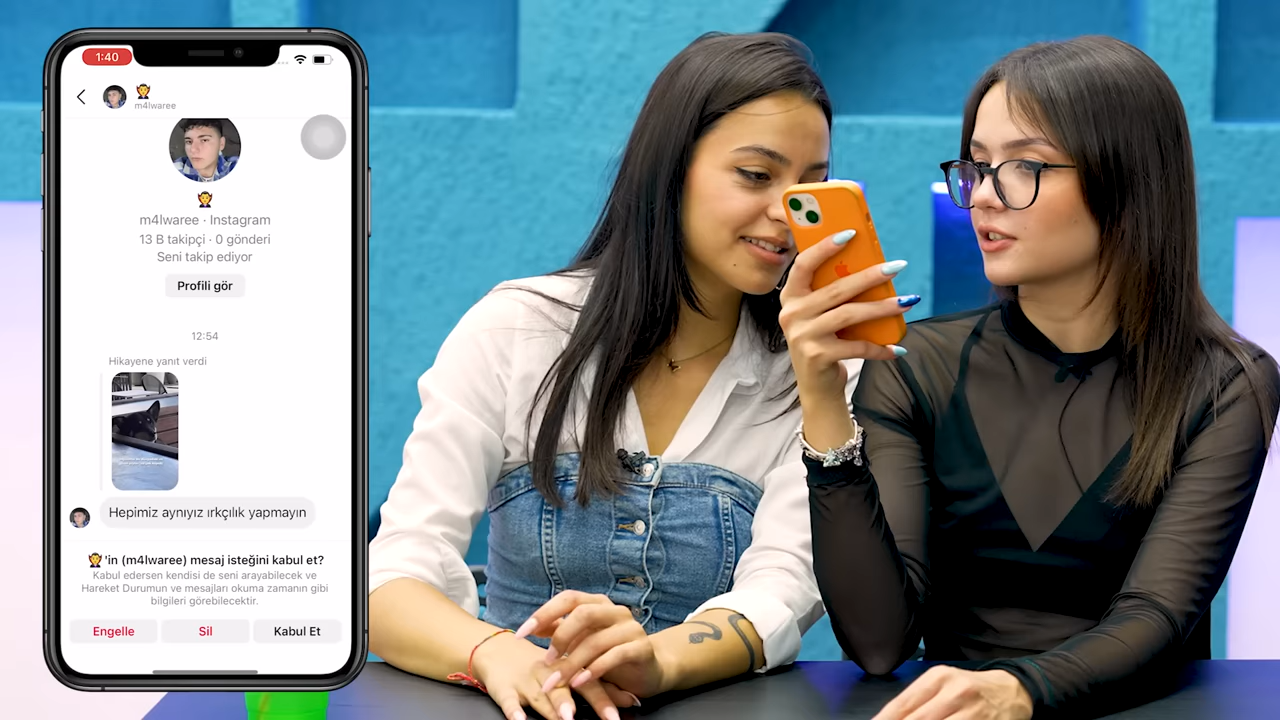 1:40
m4lwaree
m4lwaree · Instagram
13 B takipçi · 0 gönderi
Seni takip ediyor
Profili gör
12:54
Hikayene yanıt verdi
Hepimiz aynıyız ırkçılık yapmayın
'in (m4lwaree) mesaj isteğini kabul et?
Kabul edersen kendisi de seni arayabilecek ve
Hareket Durumun ve mesajları okuma zamanın gibi
bilgileri görebilecektir.
Engelle
Sil
Kabul Et